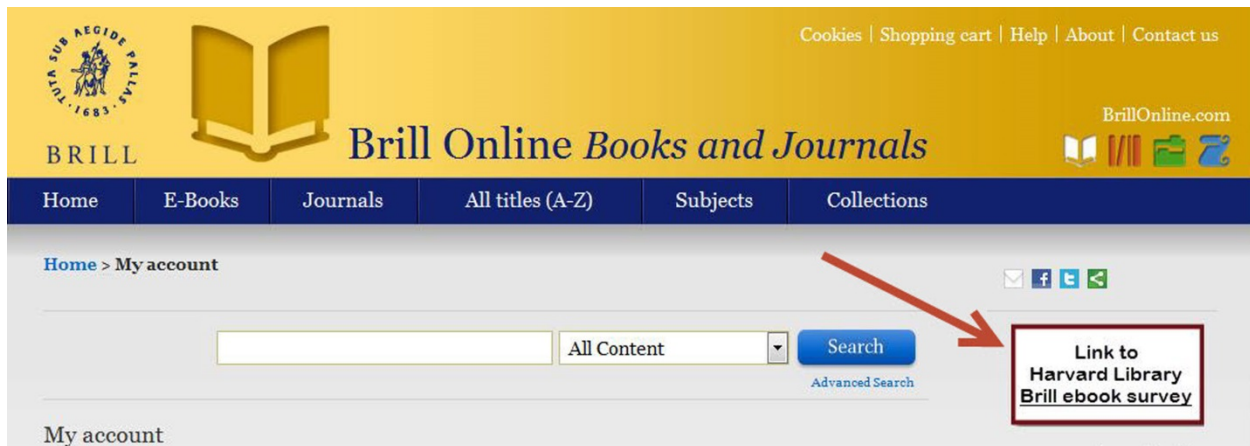 TUTA SUB AEGIDE PALLAS
·1683·
BRILL
Cookies | Shopping cart | Help | About | Contact us
BrillOnline.com
Brill Online Books and Journals
Home E-Books Journals All titles (A-Z) Subjects Collections
Home > My account
All Content Search
Advanced Search
Link to
Harvard Library
Brill ebook survey
My account